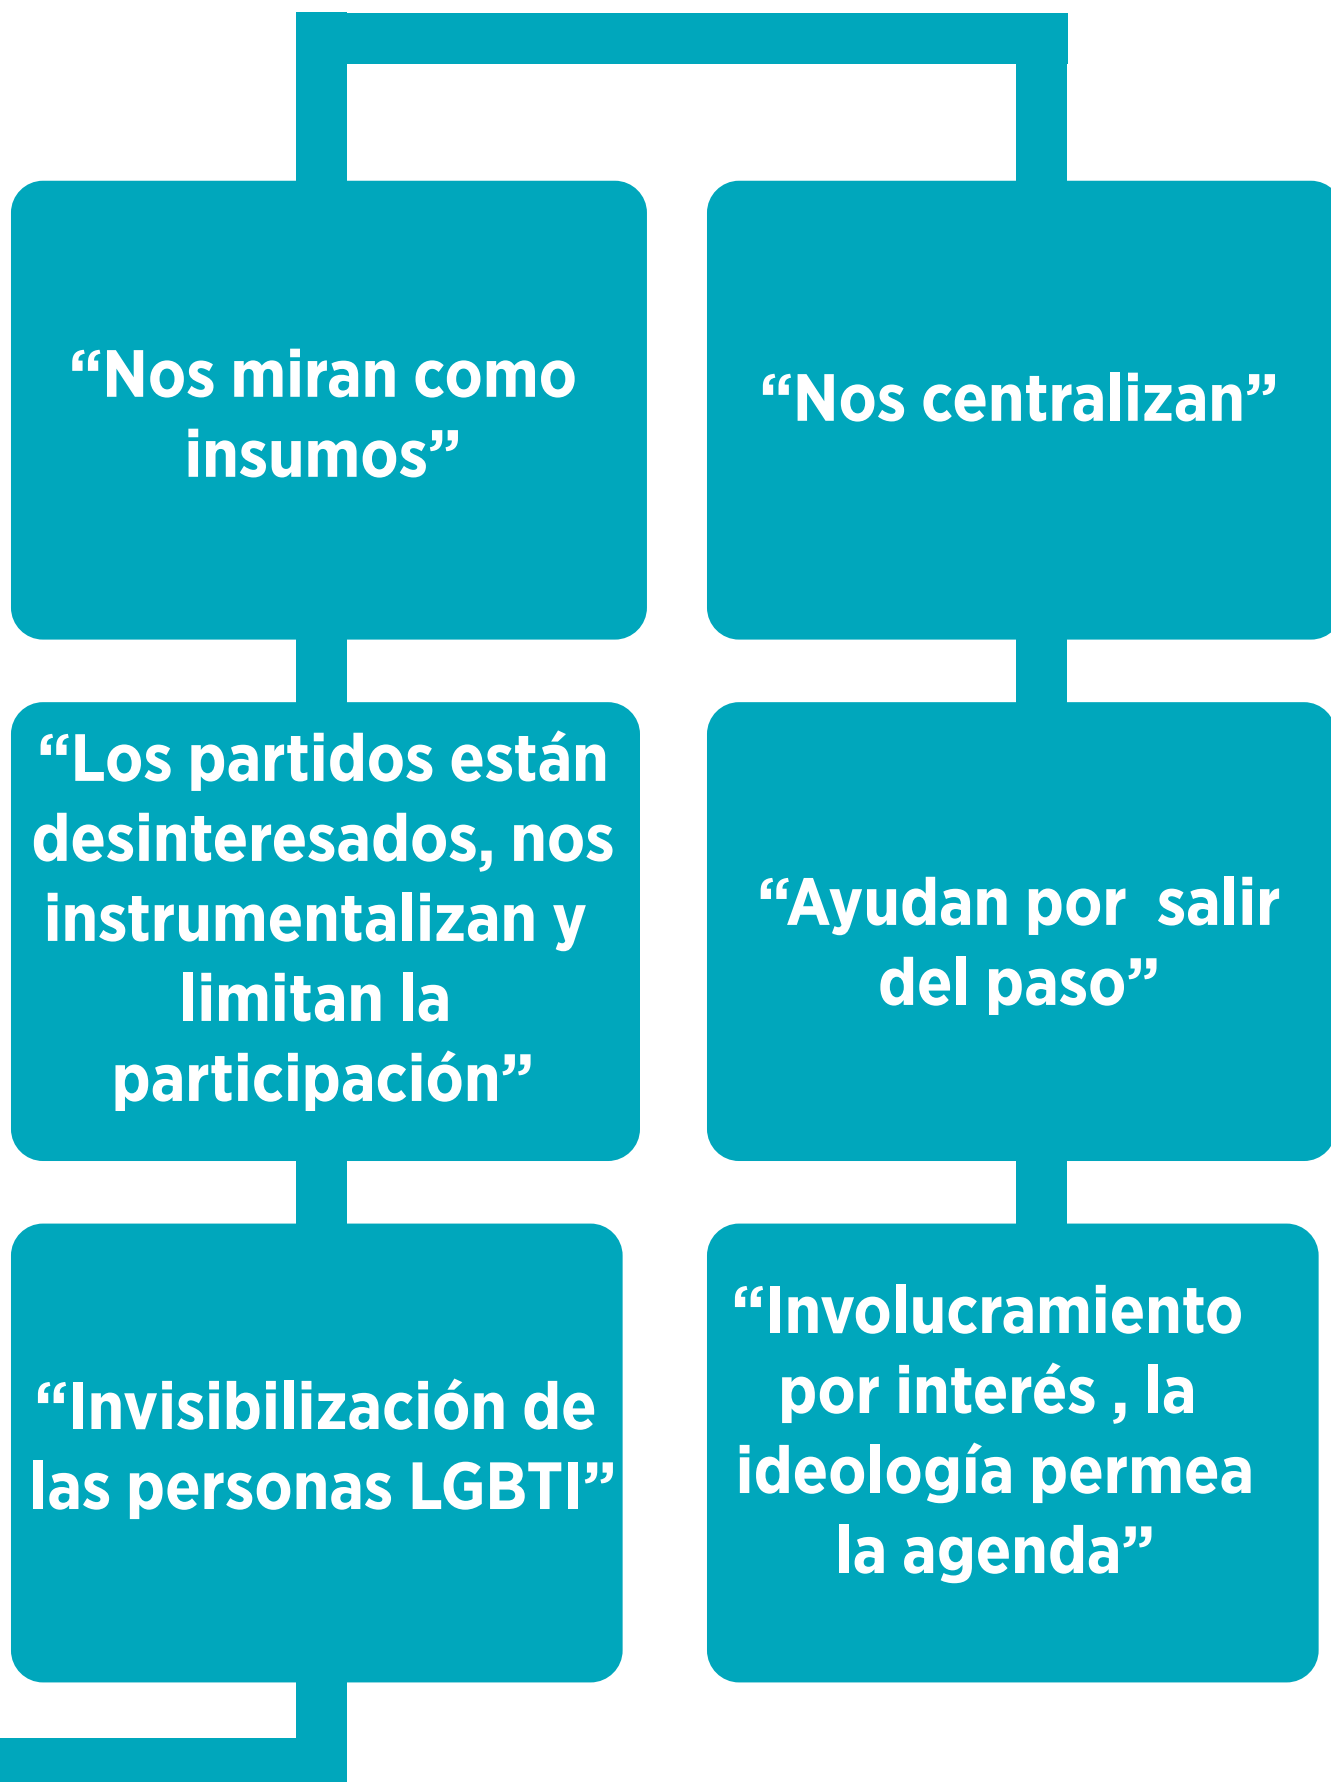 “Nos miran como
insumos”
“Los partidos están
desinteresados, nos
instrumentalizan y
limitan la
participación”
“Invisibilización de
las personas LGBTI”
“Nos centralizan”
“Ayudan por  salir
del paso”
“Involucramiento
por interés , la
ideología permea
la agenda”